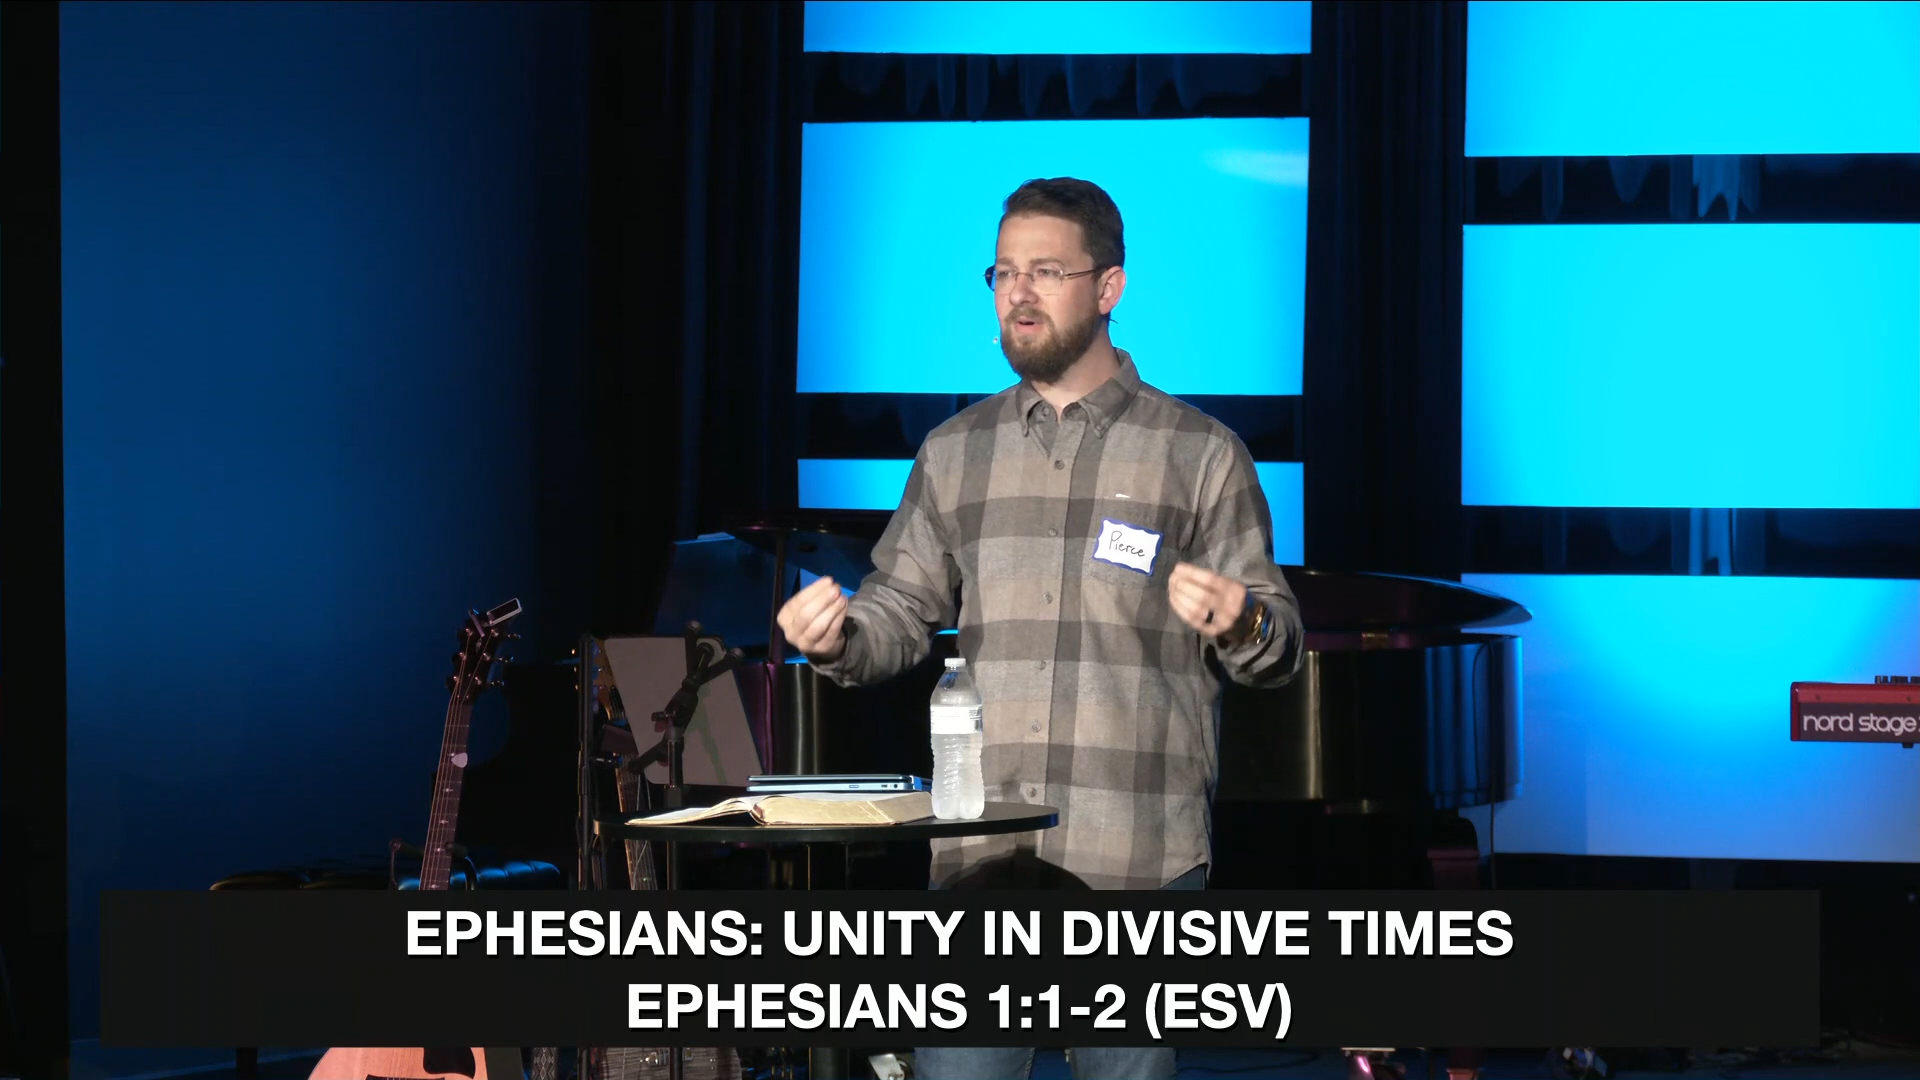 Pierce
nord stage
EPHESIANS: UNITY IN DIVISIVE TIMES
EPHESIANS 1:1-2 (ESV)